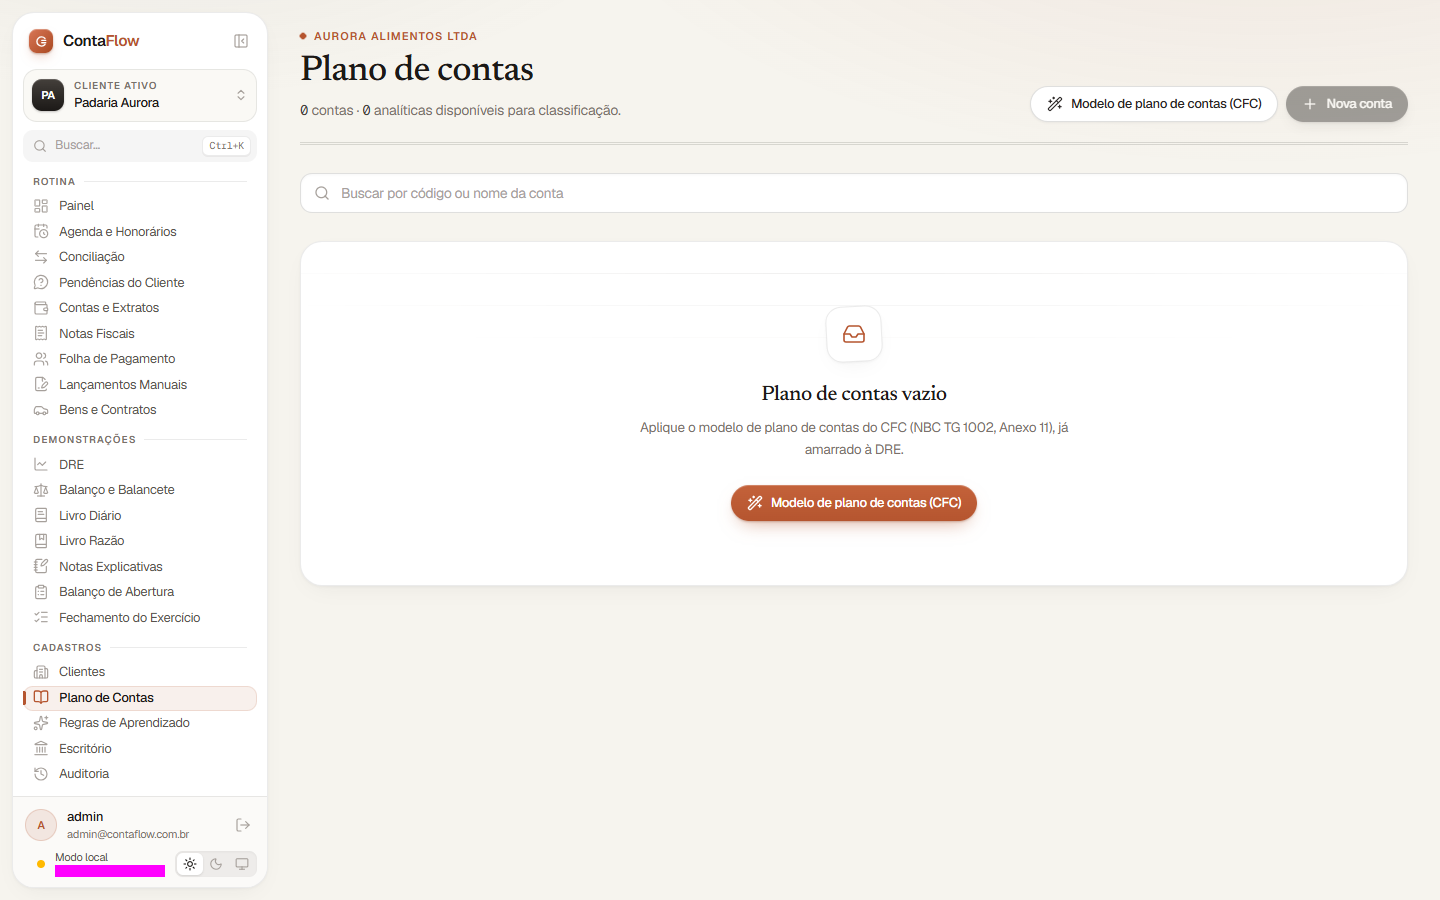 ContaFlow
CLIENTE ATIVO
PA
Padaria Aurora
Buscar...
Ctrl+K
ROTINA
Painel
Agenda e Honorários
Conciliação
Pendências do Cliente
Contas e Extratos
Notas Fiscais
Folha de Pagamento
Lançamentos Manuais
Bens e Contratos
DEMONSTRAÇÕES
DRE
Balanço e Balancete
Livro Diário
Livro Razão
Notas Explicativas
Balanço de Abertura
Fechamento do Exercício
CADASTROS
Clientes
Plano de Contas
Regras de Aprendizado
Escritório
Auditoria
A
admin
admin@contaflow.com.br
Modo local
AURORA ALIMENTOS LTDA
Plano de contas
0 contas · 0 analíticas disponíveis para classificação.
Modelo de plano de contas (CFC)
Nova conta
Buscar por código ou nome da conta
Plano de contas vazio
Aplique o modelo de plano de contas do CFC (NBC TG 1002, Anexo 11), já
amarrado à DRE.
Modelo de plano de contas (CFC)